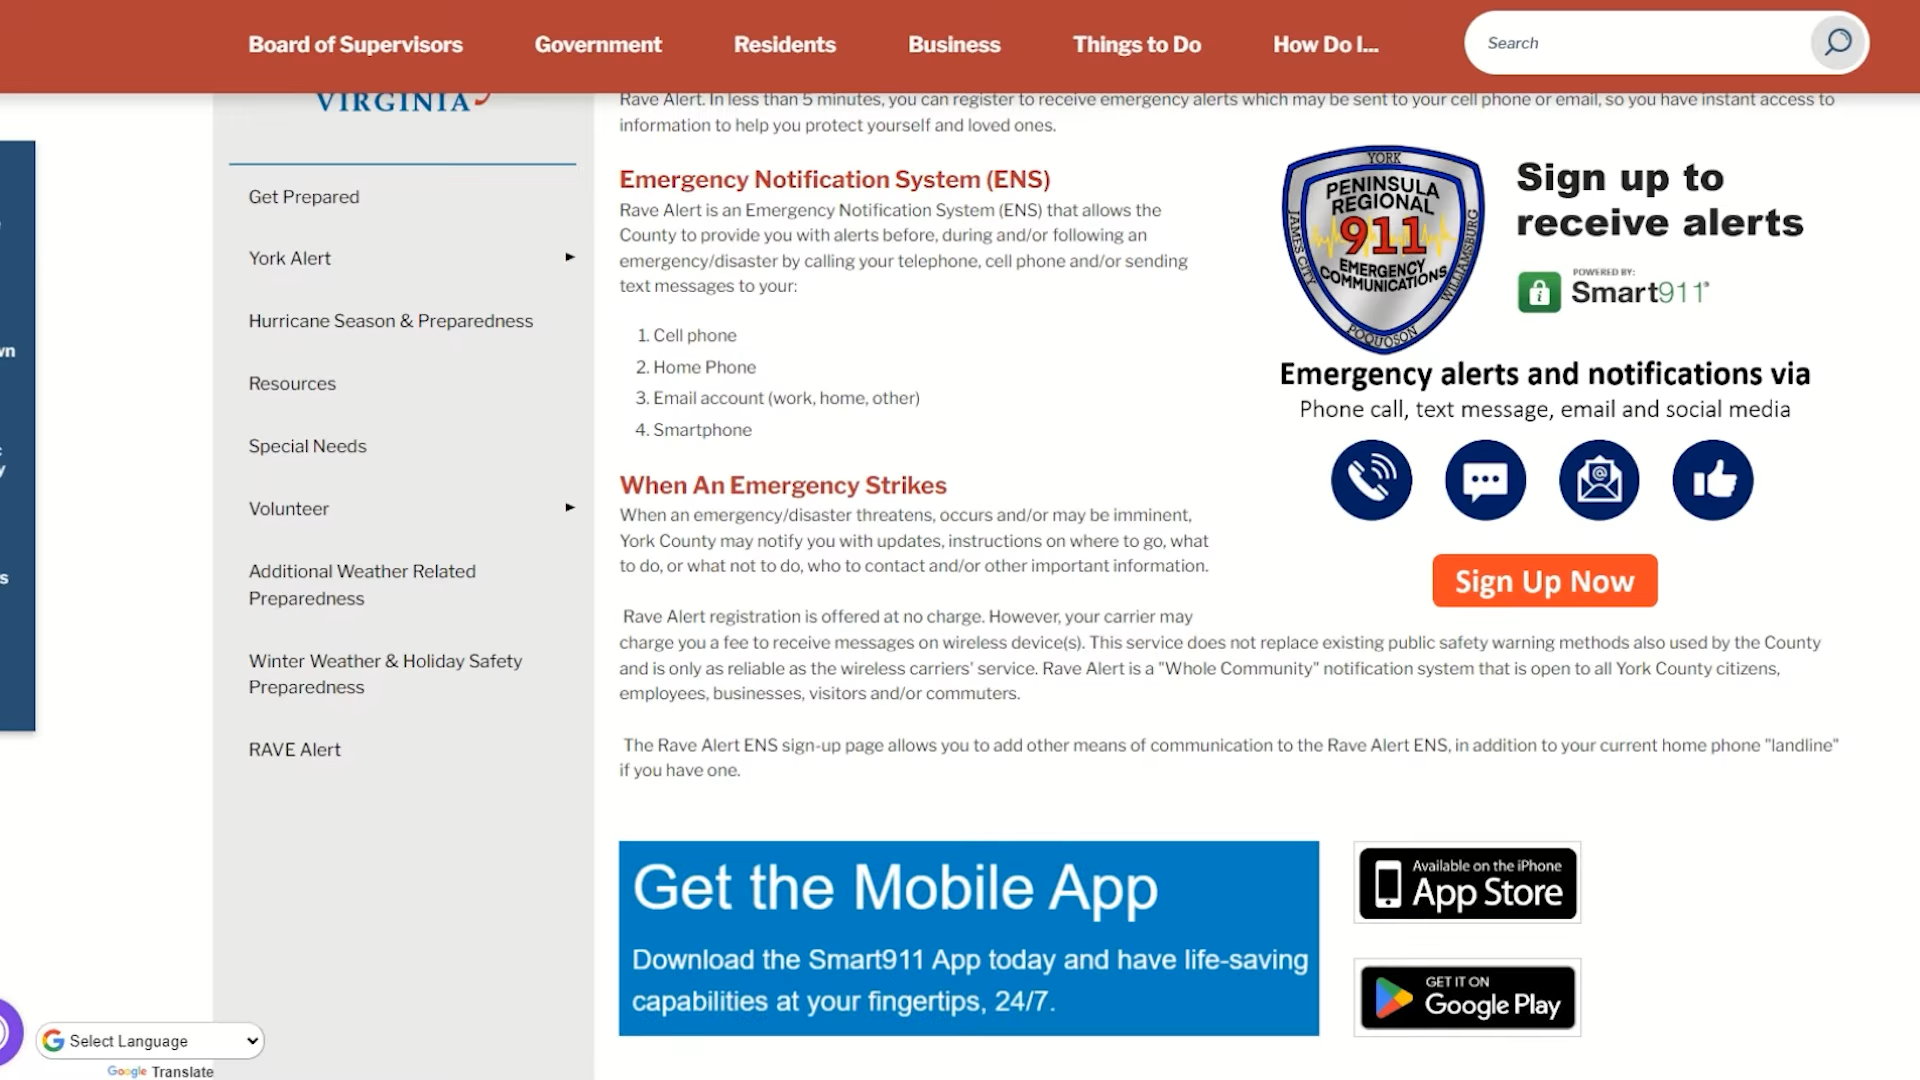 Board of Supervisors
Government
Residents
Business
Things to Do
How Do I...
Search
VIRGINIA
Get Prepared
York Alert
Hurricane Season & Preparedness
Resources
Special Needs
Volunteer
Additional Weather Related
Preparedness
Winter Weather & Holiday Safety
Preparedness
RAVE Alert
Rave Alert. In less than 5 minutes, you can register to receive emergency alerts which may be sent to your cell phone or email, so you have instant access to
information to help you protect yourself and loved ones.
Emergency Notification System (ENS)
Rave Alert is an Emergency Notification System (ENS) that allows the
County to provide you with alerts before, during and/or following an
emergency/disaster by calling your telephone, cell phone and/or sending
text messages to your:
1. Cell phone
2. Home Phone
3. Email account (work, home, other)
4. Smartphone
When An Emergency Strikes
When an emergency/disaster threatens, occurs and/or may be imminent,
York County may notify you with updates, instructions on where to go, what
to do, or what not to do, who to contact and/or other important information.
Rave Alert registration is offered at no charge. However, your carrier may
charge you a fee to receive messages on wireless device(s). This service does not replace existing public safety warning methods also used by the County
and is only as reliable as the wireless carriers' service. Rave Alert is a "Whole Community" notification system that is open to all York County citizens,
employees, businesses, visitors and/or commuters.
The Rave Alert ENS sign-up page allows you to add other means of communication to the Rave Alert ENS, in addition to your current home phone "landline"
if you have one.
YORK
PENINSULA
REGIONAL
911
EMERGENCY
COMMUNICATIONS
JAMES CITY
WILLIAMSBURG
POQUOSON
Sign up to
receive alerts
POWERED BY:
Smart911®
Emergency alerts and notifications via
Phone call, text message, email and social media
Sign Up Now
Get the Mobile App
Download the Smart911 App today and have life-saving
capabilities at your fingertips, 24/7.
Available on the iPhone
App Store
GET IT ON
Google Play
Select Language
Google Translate